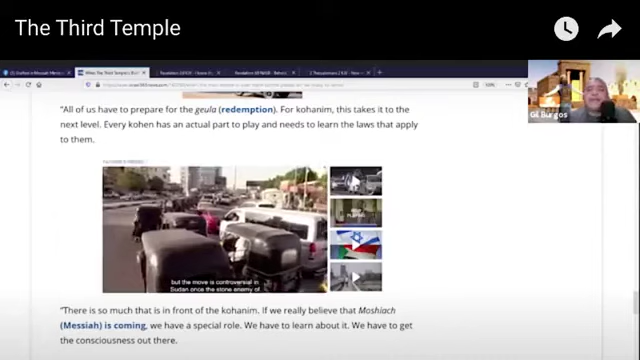 The Third Temple
Gil Burgos
“All of us have to prepare for the geula (redemption). For kohanim, this takes it to the
next level. Every kohen has an actual part to play and needs to learn the laws that apply
to them.
but the move is controversial in
Sudan once the stone enemy of
“There is so much that is in front of the kohanim. If we really believe that Moshiach
(Messiah) is coming, we have a special role. We have to learn about it. We have to get
the consciousness out there.